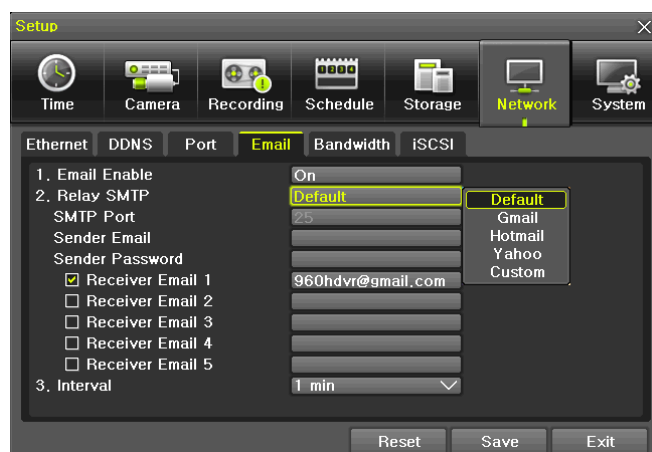 Setup
Time Camera Recording Schedule Storage Network System
Ethernet DDNS Port Email Bandwidth iSCSI
1. Email Enable On
2. Relay SMTP Default
SMTP Port 25
Sender Email
Sender Password
Receiver Email 1 960hdvr@gmail.com
Receiver Email 2
Receiver Email 3
Receiver Email 4
Receiver Email 5
3. Interval 1 min
Default
Gmail
Hotmail
Yahoo
Custom
Reset Save Exit